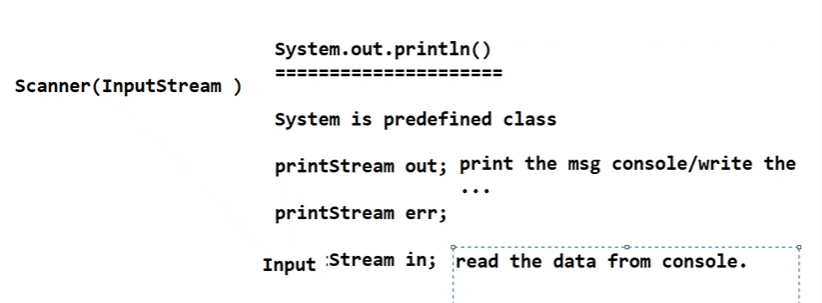 System.out.println()
=====================
Scanner(InputStream )
System is predefined class
printStream out; print the msg console/write the
...
printStream err;
Input :Stream in; read the data from console.